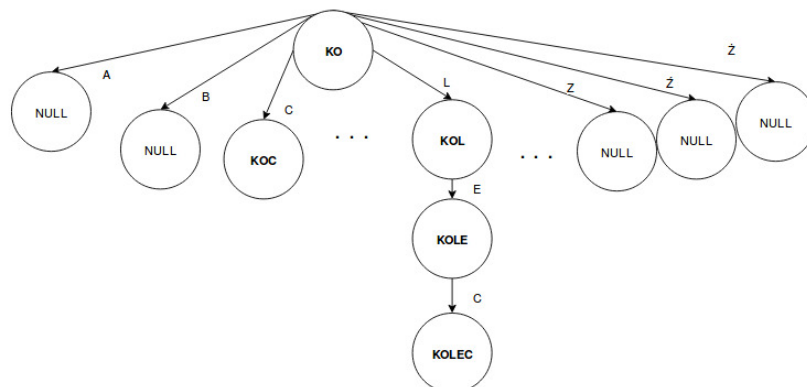 KO
A
B
C
L
Z
Ź
Ż
NULL
NULL
KOC
. . .
KOL
. . .
NULL
NULL
NULL
E
KOLE
C
KOLEC